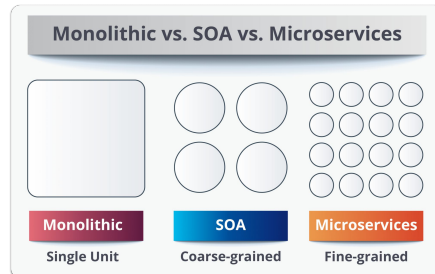 Monolithic vs. SOA vs. Microservices
Monolithic
SOA
Microservices
Single Unit
Coarse-grained
Fine-grained